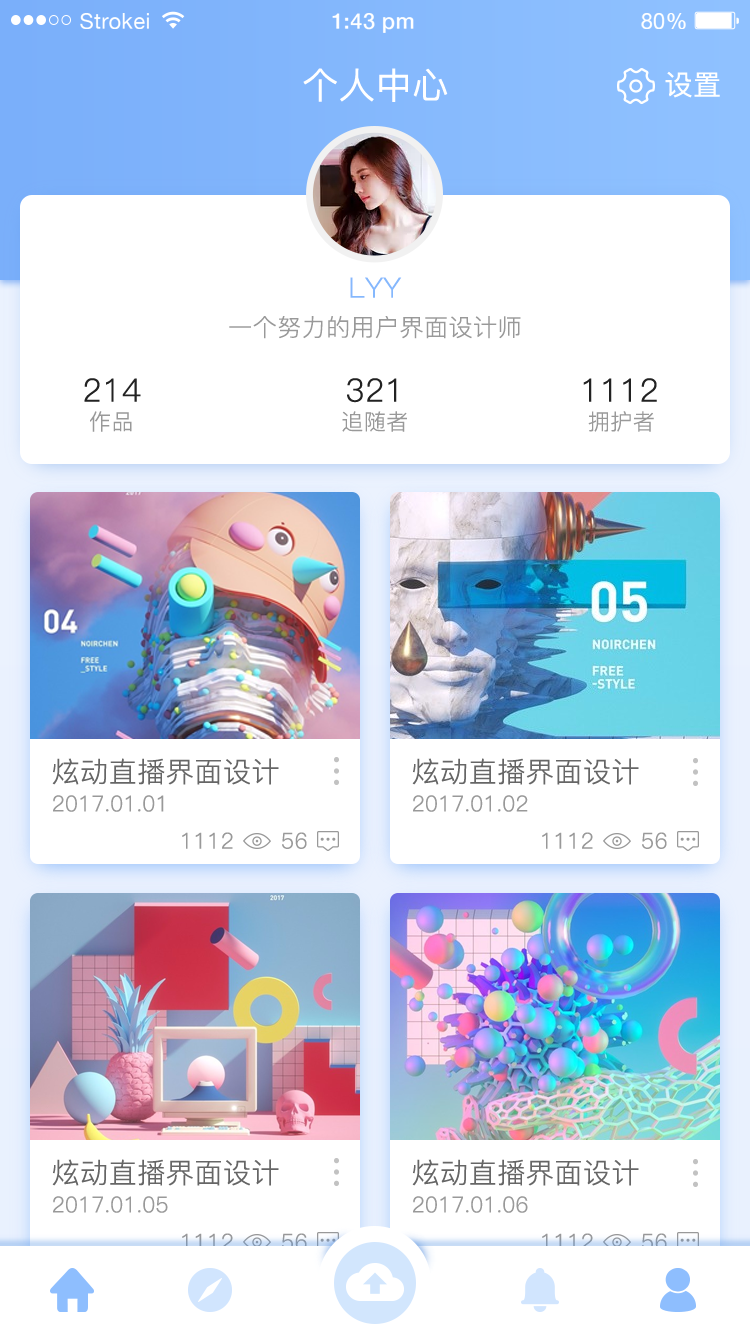 Strokei 1:43 pm 80%
个人中心
设置
LYY
一个努力的用户界面设计师
214 321 1112
作品 追随者 拥护者
2017
04
NOIRCHEN
FREE
_STYLE
05
NOIRCHEN
FREE
-STYLE
炫动直播界面设计
2017.01.01
1112 56
炫动直播界面设计
2017.01.02
1112 56
2017
炫动直播界面设计
2017.01.05
1112 56
炫动直播界面设计
2017.01.06
1112 56